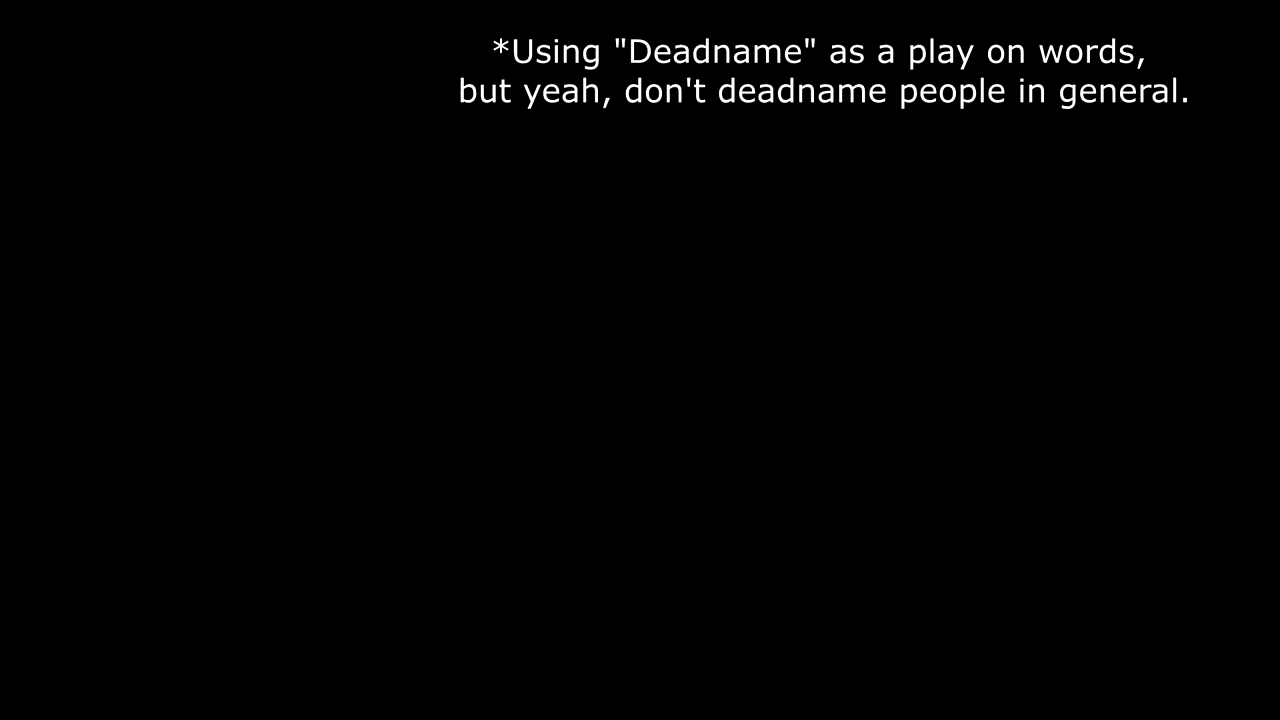 *Using "Deadname" as a play on words,
but yeah, don't deadname people in general.